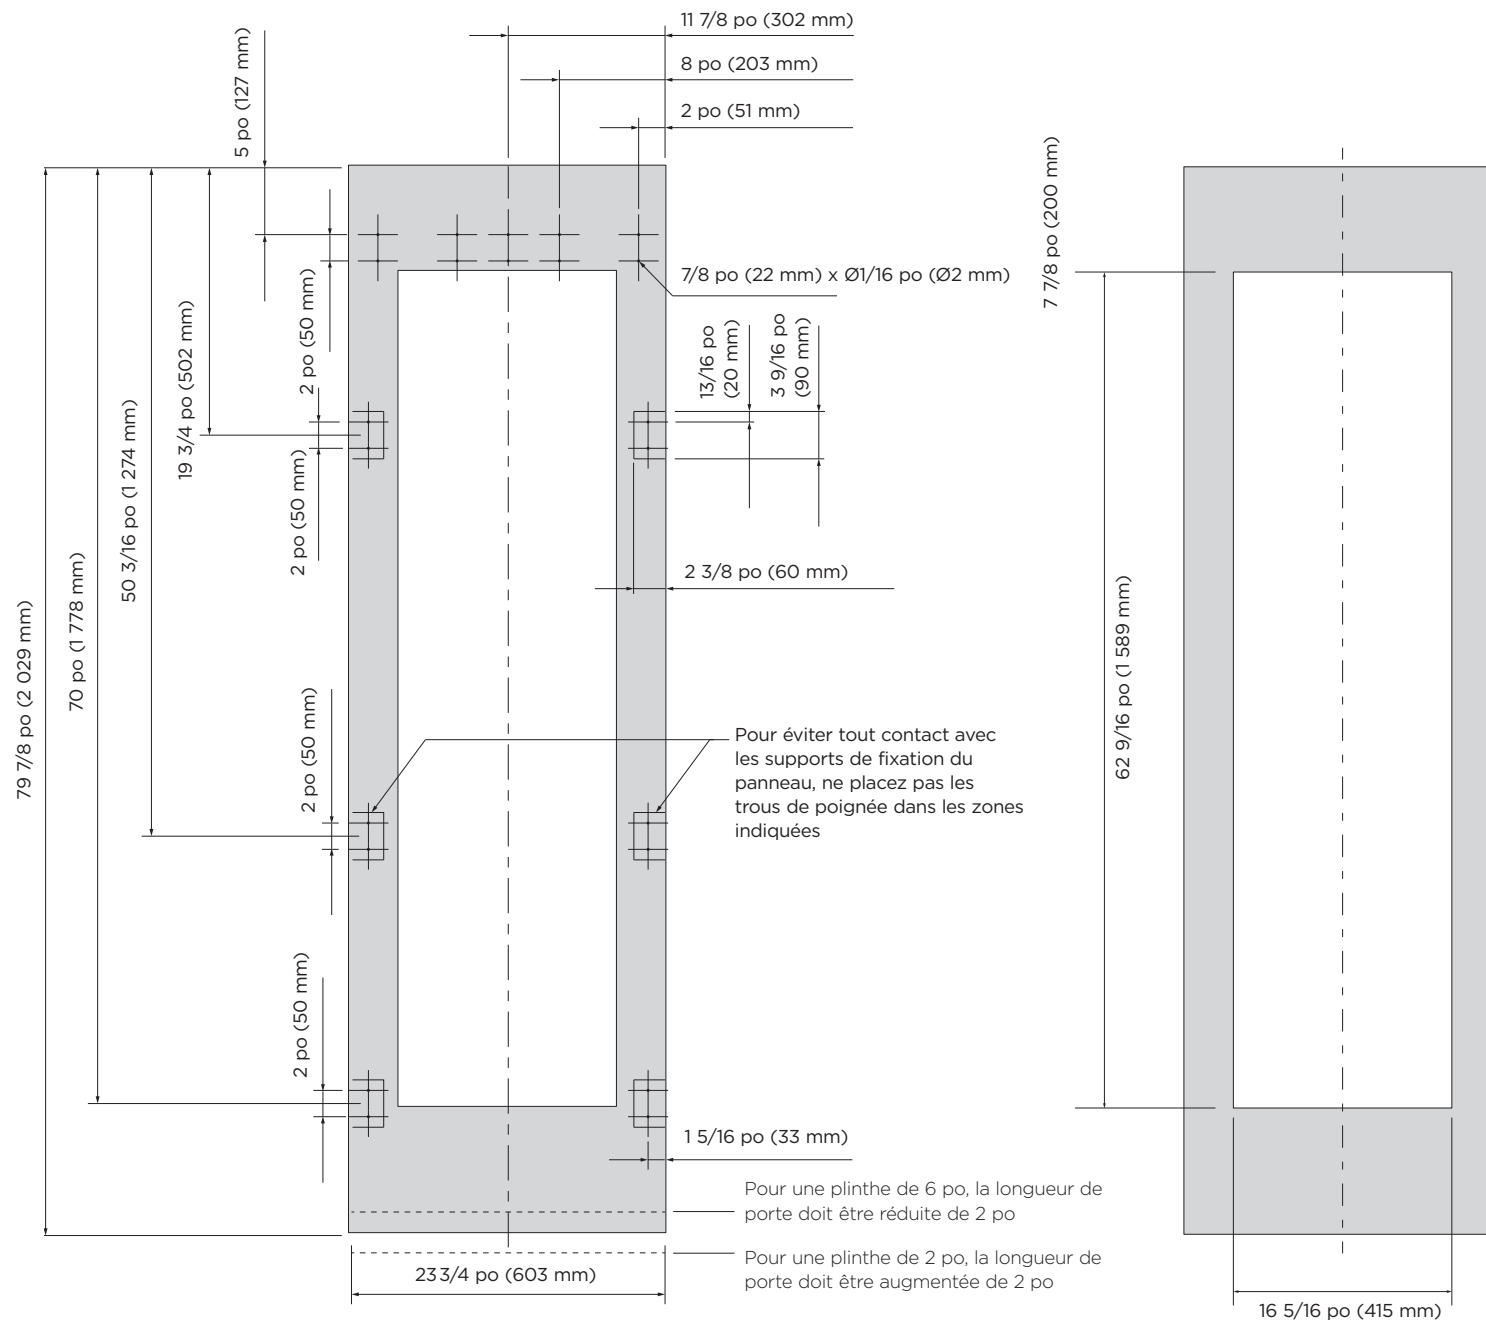 11 7/8 po (302 mm)
8 po (203 mm)
2 po (51 mm)
5 po (127 mm)
7 7/8 po (200 mm)
7/8 po (22 mm) x Ø1/16 po (Ø2 mm)
2 po (50 mm)
13/16 po
(20 mm)
3 9/16 po
(90 mm)
19 3/4 po (502 mm)
2 po (50 mm)
50 3/16 po (1 274 mm)
70 po (1 778 mm)
79 7/8 po (2 029 mm)
2 3/8 po (60 mm)
62 9/16 po (1 589 mm)
2 po (50 mm)
Pour éviter tout contact avec
les supports de fixation du
panneau, ne placez pas les
trous de poignée dans les zones
indiquées
2 po (50 mm)
1 5/16 po (33 mm)
Pour une plinthe de 6 po, la longueur de
porte doit être réduite de 2 po
Pour une plinthe de 2 po, la longueur de
porte doit être augmentée de 2 po
23 3/4 po (603 mm)
16 5/16 po (415 mm)